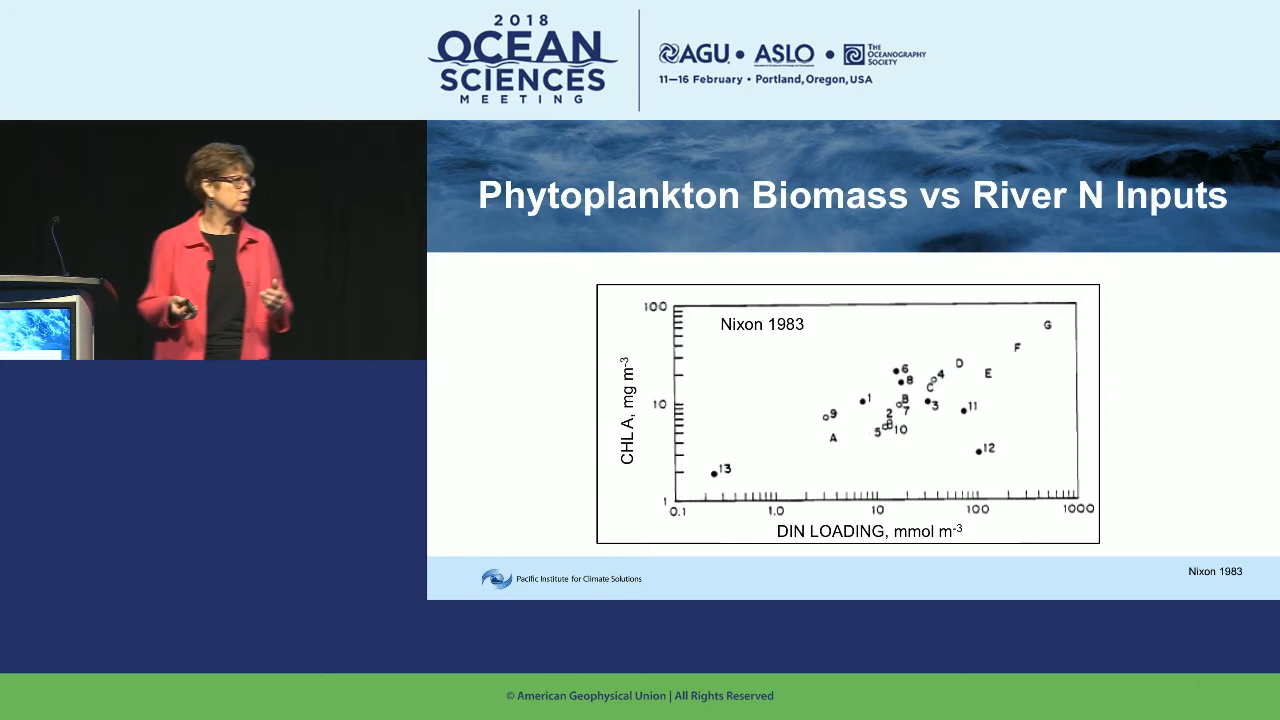 2018
OCEAN
SCIENCES
MEETING
AGU • ASLO • THE OCEANOGRAPHY SOCIETY
11–16 February • Portland, Oregon, USA
Phytoplankton Biomass vs River N Inputs
Nixon 1983
CHL A, mg m-3
100
10
1
G
F
D
E
6
8
4
C
1
B
3
11
9
2
7
A
5
B
10
12
13
0.1
1.0
10
100
1000
DIN LOADING, mmol m-3
Pacific Institute for Climate Solutions
Nixon 1983
© American Geophysical Union | All Rights Reserved